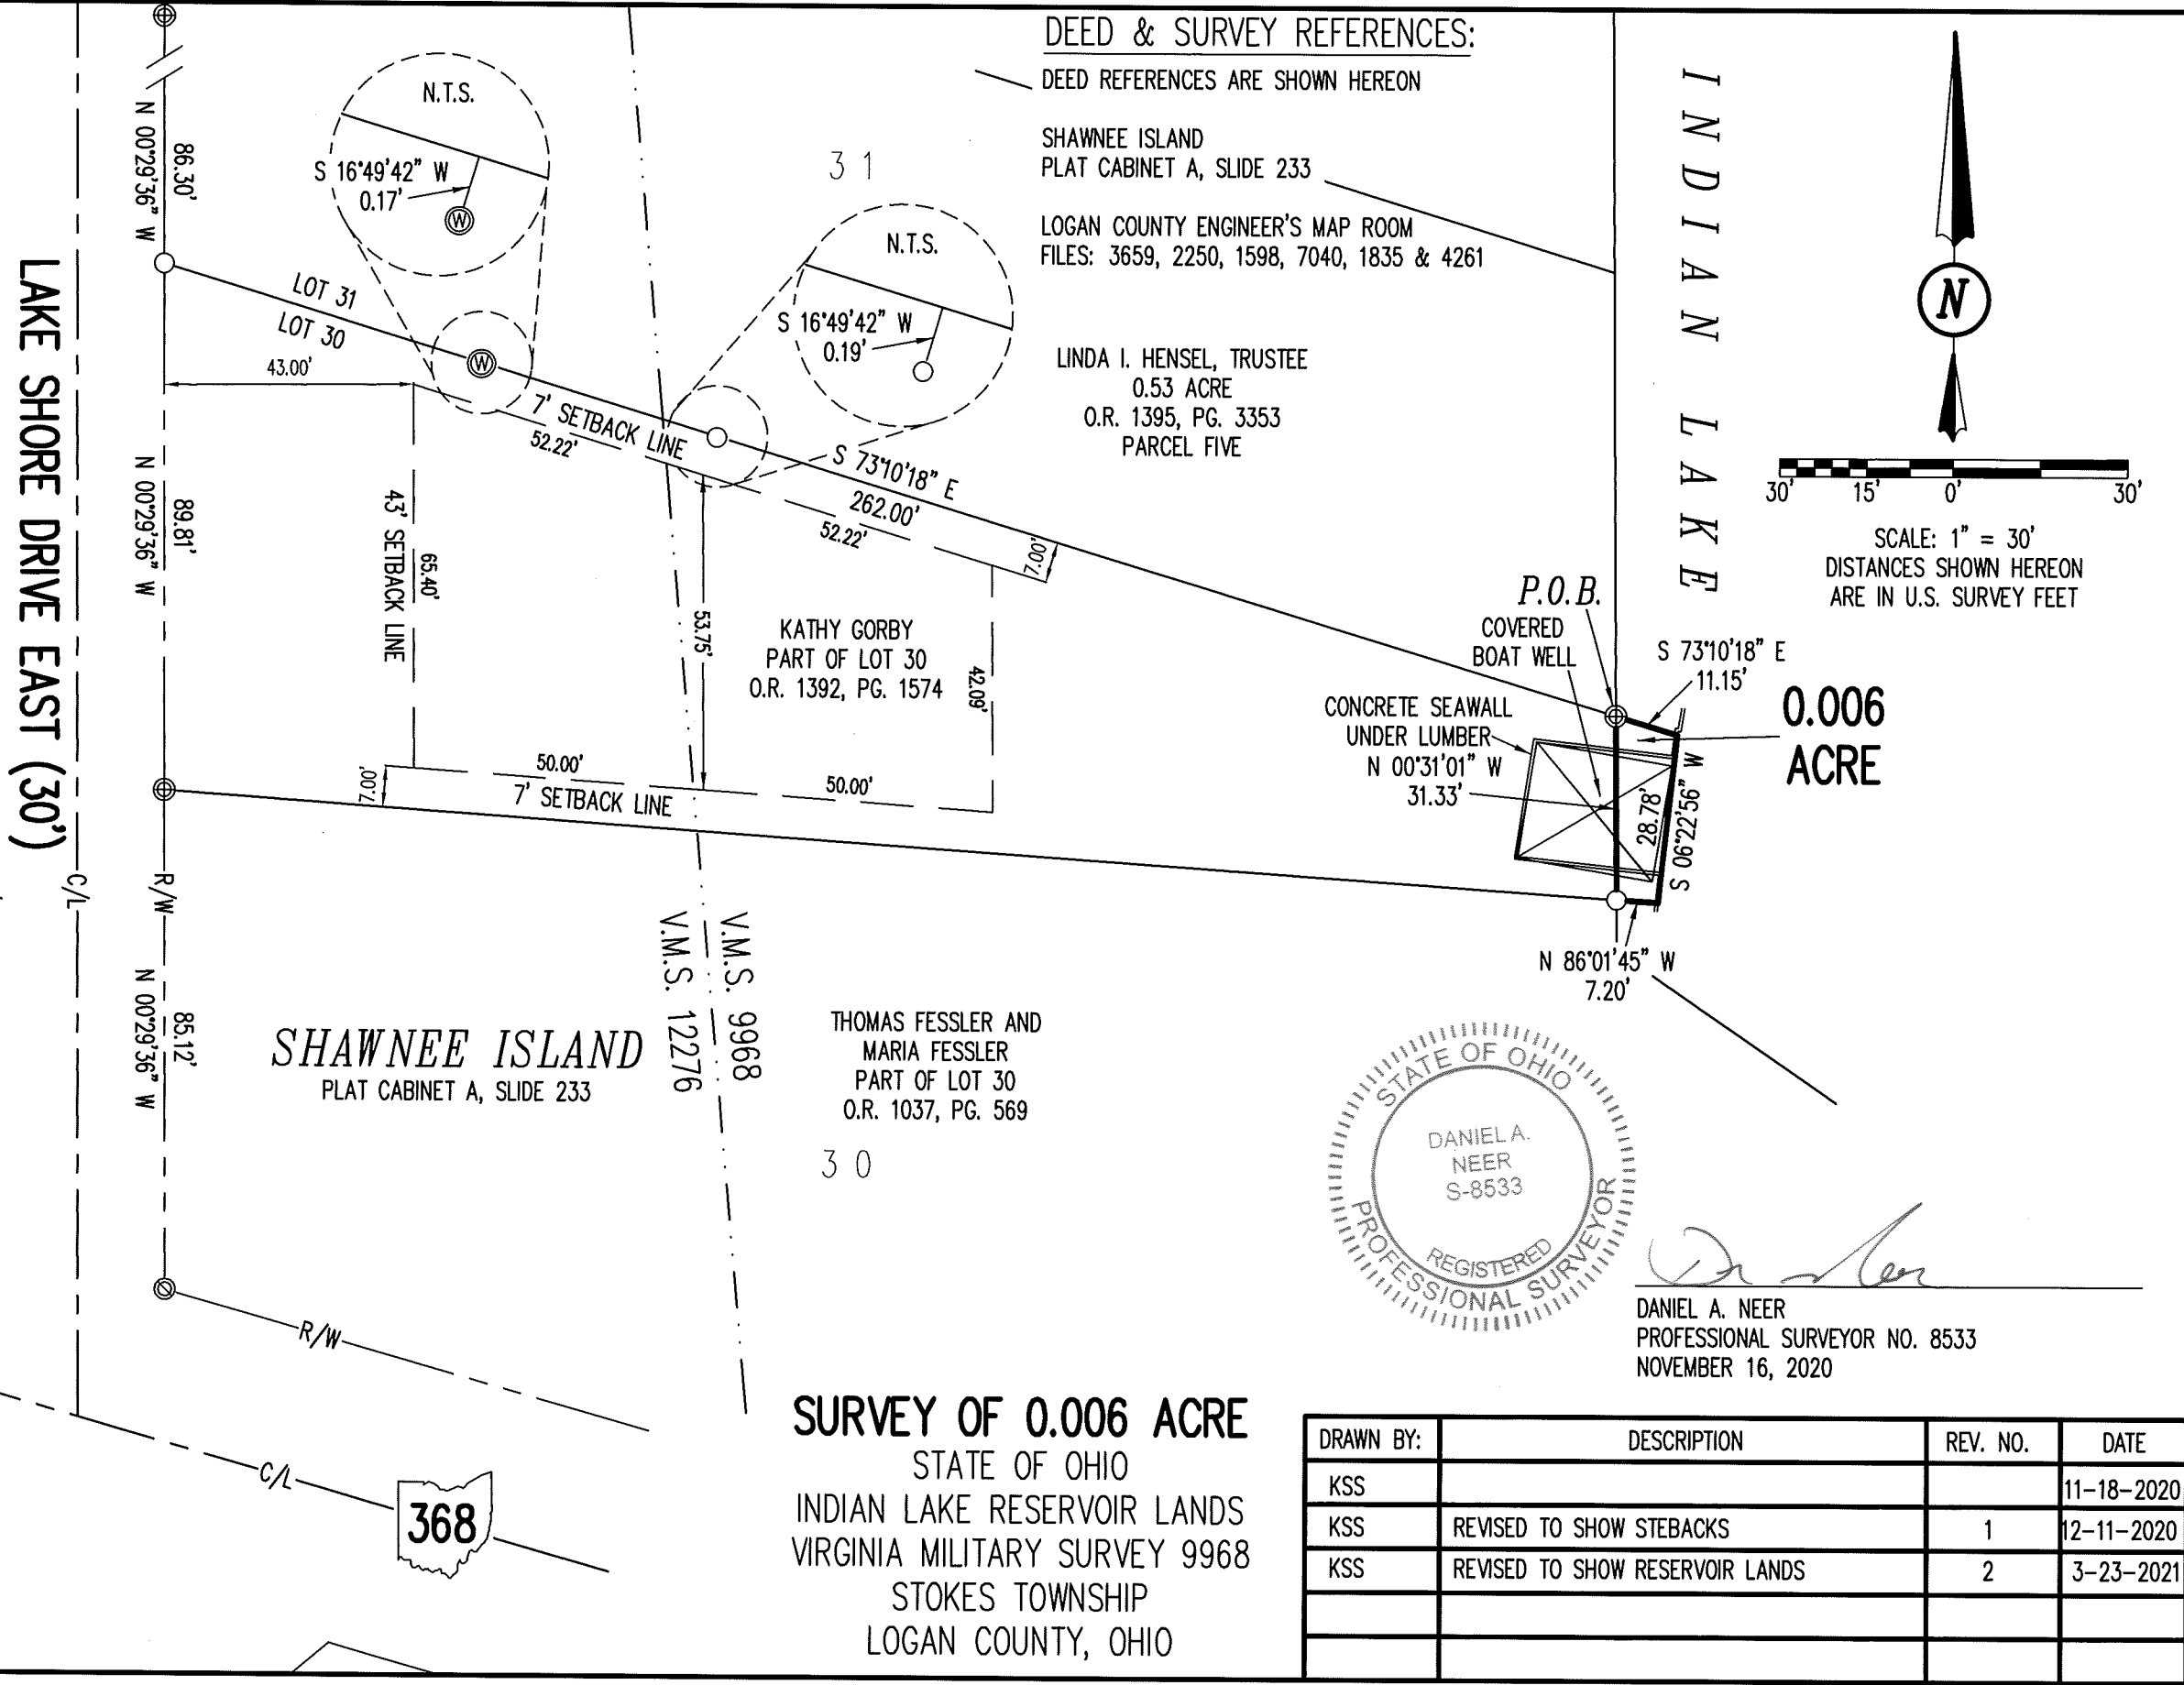 DEED & SURVEY REFERENCES:
DEED REFERENCES ARE SHOWN HEREON
SHAWNEE ISLAND
PLAT CABINET A, SLIDE 233
LOGAN COUNTY ENGINEER'S MAP ROOM
FILES: 3659, 2250, 1598, 7040, 1835 & 4261
INDIAN LAKE
N
30' 15' 0' 30'
SCALE: 1" = 30'
DISTANCES SHOWN HEREON
ARE IN U.S. SURVEY FEET
N.T.S.
S 16°49'42" W
0.17'
W
N.T.S.
S 16°49'42" W
0.19'
31
86.30'
N 00°29'36" W
LOT 31
LOT 30
43.00'
W
7' SETBACK LINE
52.22'
S 73°10'18" E
262.00'
52.22'
7.00'
LINDA I. HENSEL, TRUSTEE
0.53 ACRE
O.R. 1395, PG. 3353
PARCEL FIVE
LAKE SHORE DRIVE EAST (30')
89.81'
N 00°29'36" W
65.40'
43' SETBACK LINE
53.75'
KATHY GORBY
PART OF LOT 30
O.R. 1392, PG. 1574
42.09'
7.00'
50.00'
7' SETBACK LINE
50.00'
P.O.B.
COVERED
BOAT WELL
CONCRETE SEAWALL
UNDER LUMBER
N 00°31'01" W
31.33'
S 73°10'18" E
11.15'
0.006
ACRE
28.78'
S 06°22'56" W
N 86°01'45" W
7.20'
C/L
R/W
85.12'
N 00°29'36" W
V.M.S. 9968
V.M.S. 12276
SHAWNEE ISLAND
PLAT CABINET A, SLIDE 233
THOMAS FESSLER AND
MARIA FESSLER
PART OF LOT 30
O.R. 1037, PG. 569
30
R/W
C/L
368
STATE OF OHIO
DANIEL A.
NEER
S-8533
REGISTERED
PROFESSIONAL SURVEYOR
DANIEL A. NEER
PROFESSIONAL SURVEYOR NO. 8533
NOVEMBER 16, 2020
SURVEY OF 0.006 ACRE
STATE OF OHIO
INDIAN LAKE RESERVOIR LANDS
VIRGINIA MILITARY SURVEY 9968
STOKES TOWNSHIP
LOGAN COUNTY, OHIO
DRAWN BY: DESCRIPTION REV. NO. DATE
KSS 11-18-2020
KSS REVISED TO SHOW STEBACKS 1 12-11-2020
KSS REVISED TO SHOW RESERVOIR LANDS 2 3-23-2021